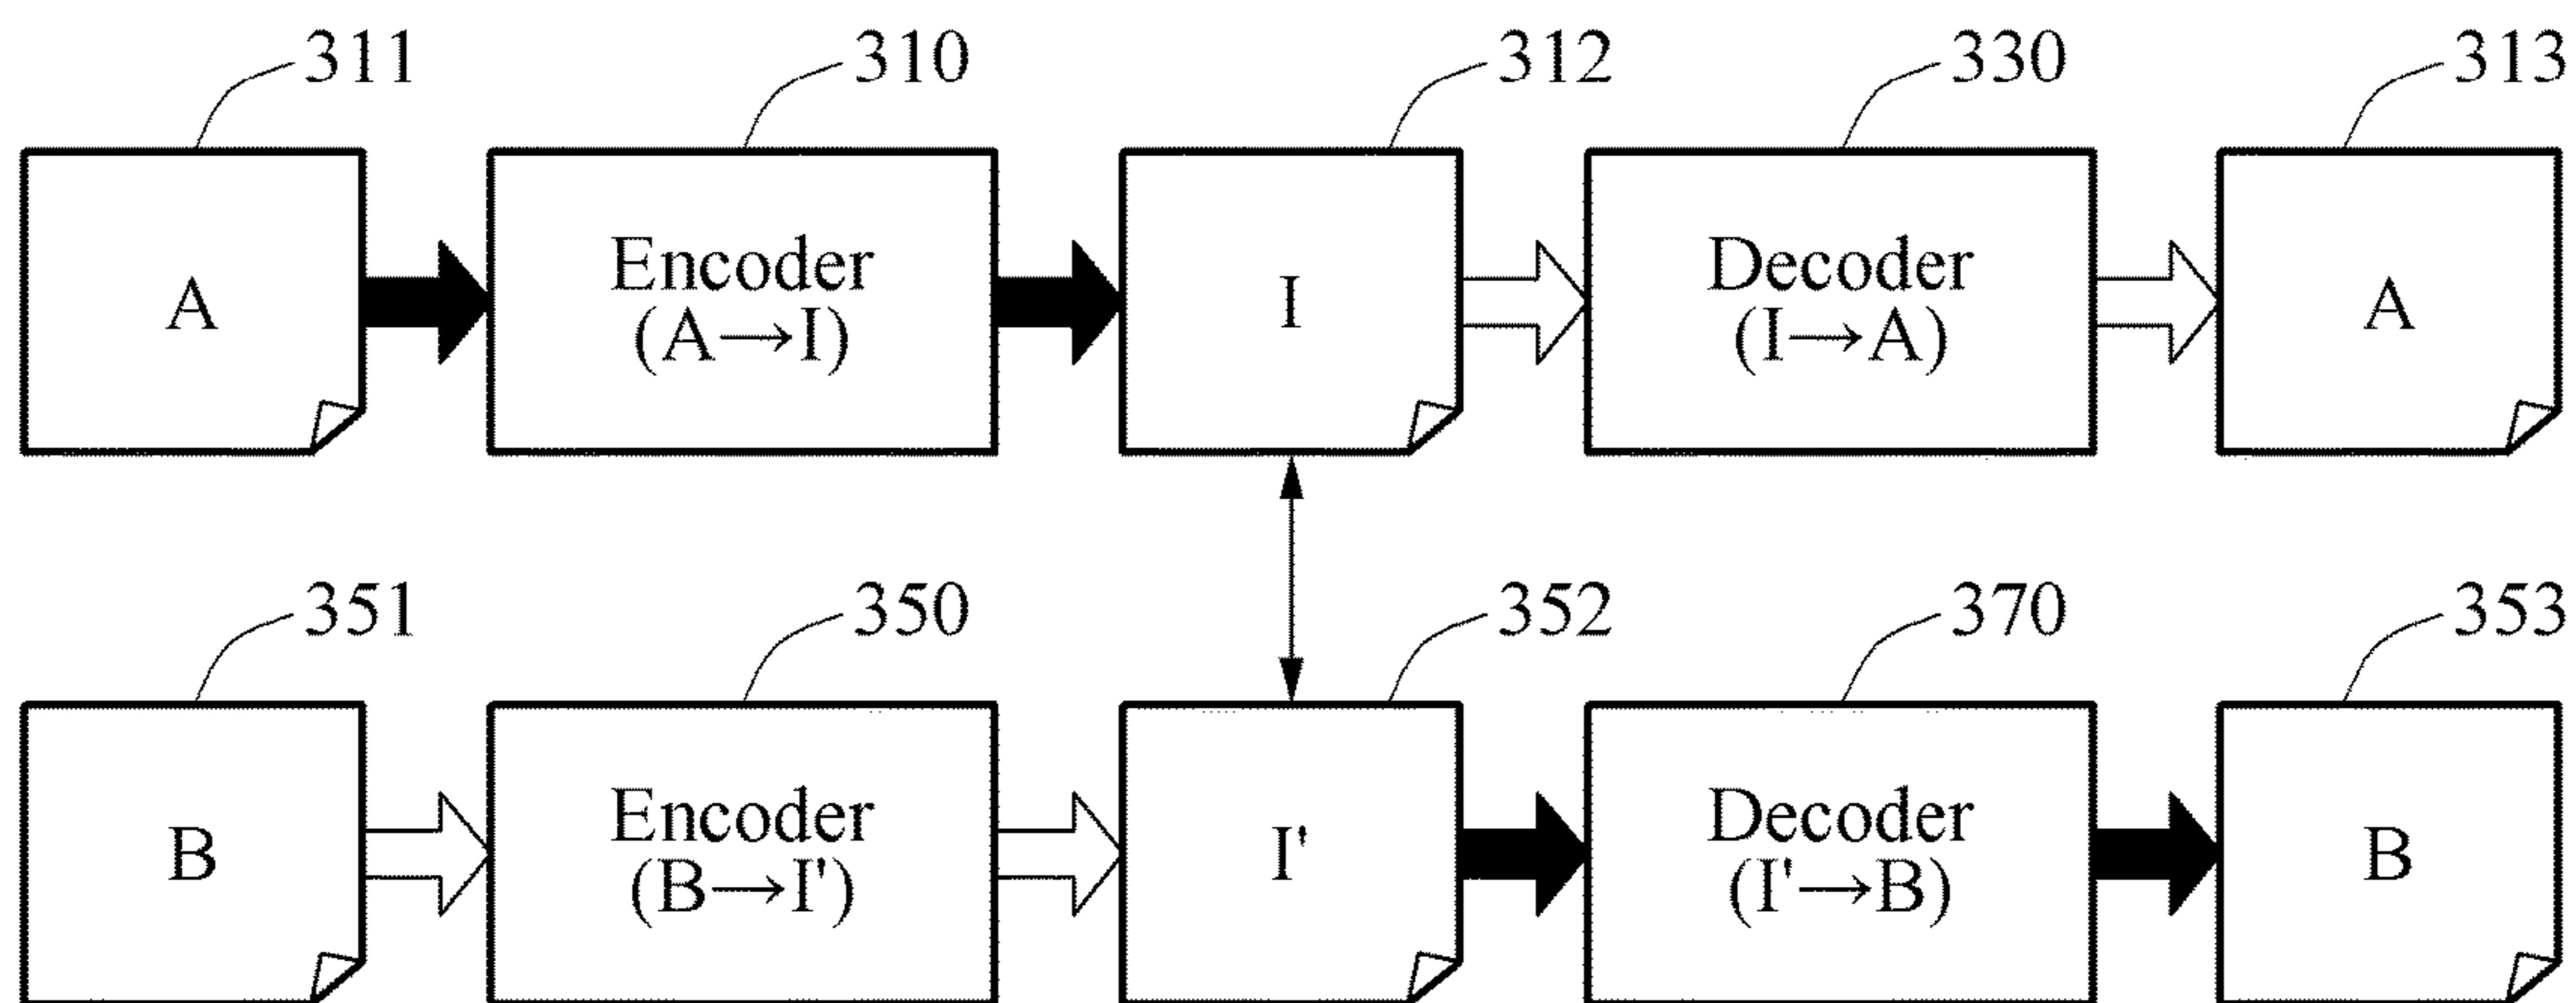 311 310 312 330 313
A
Encoder
(A→I)
I
Decoder
(I→A)
A
351 350 352 370 353
B
Encoder
(B→I')
I'
Decoder
(I'→B)
B